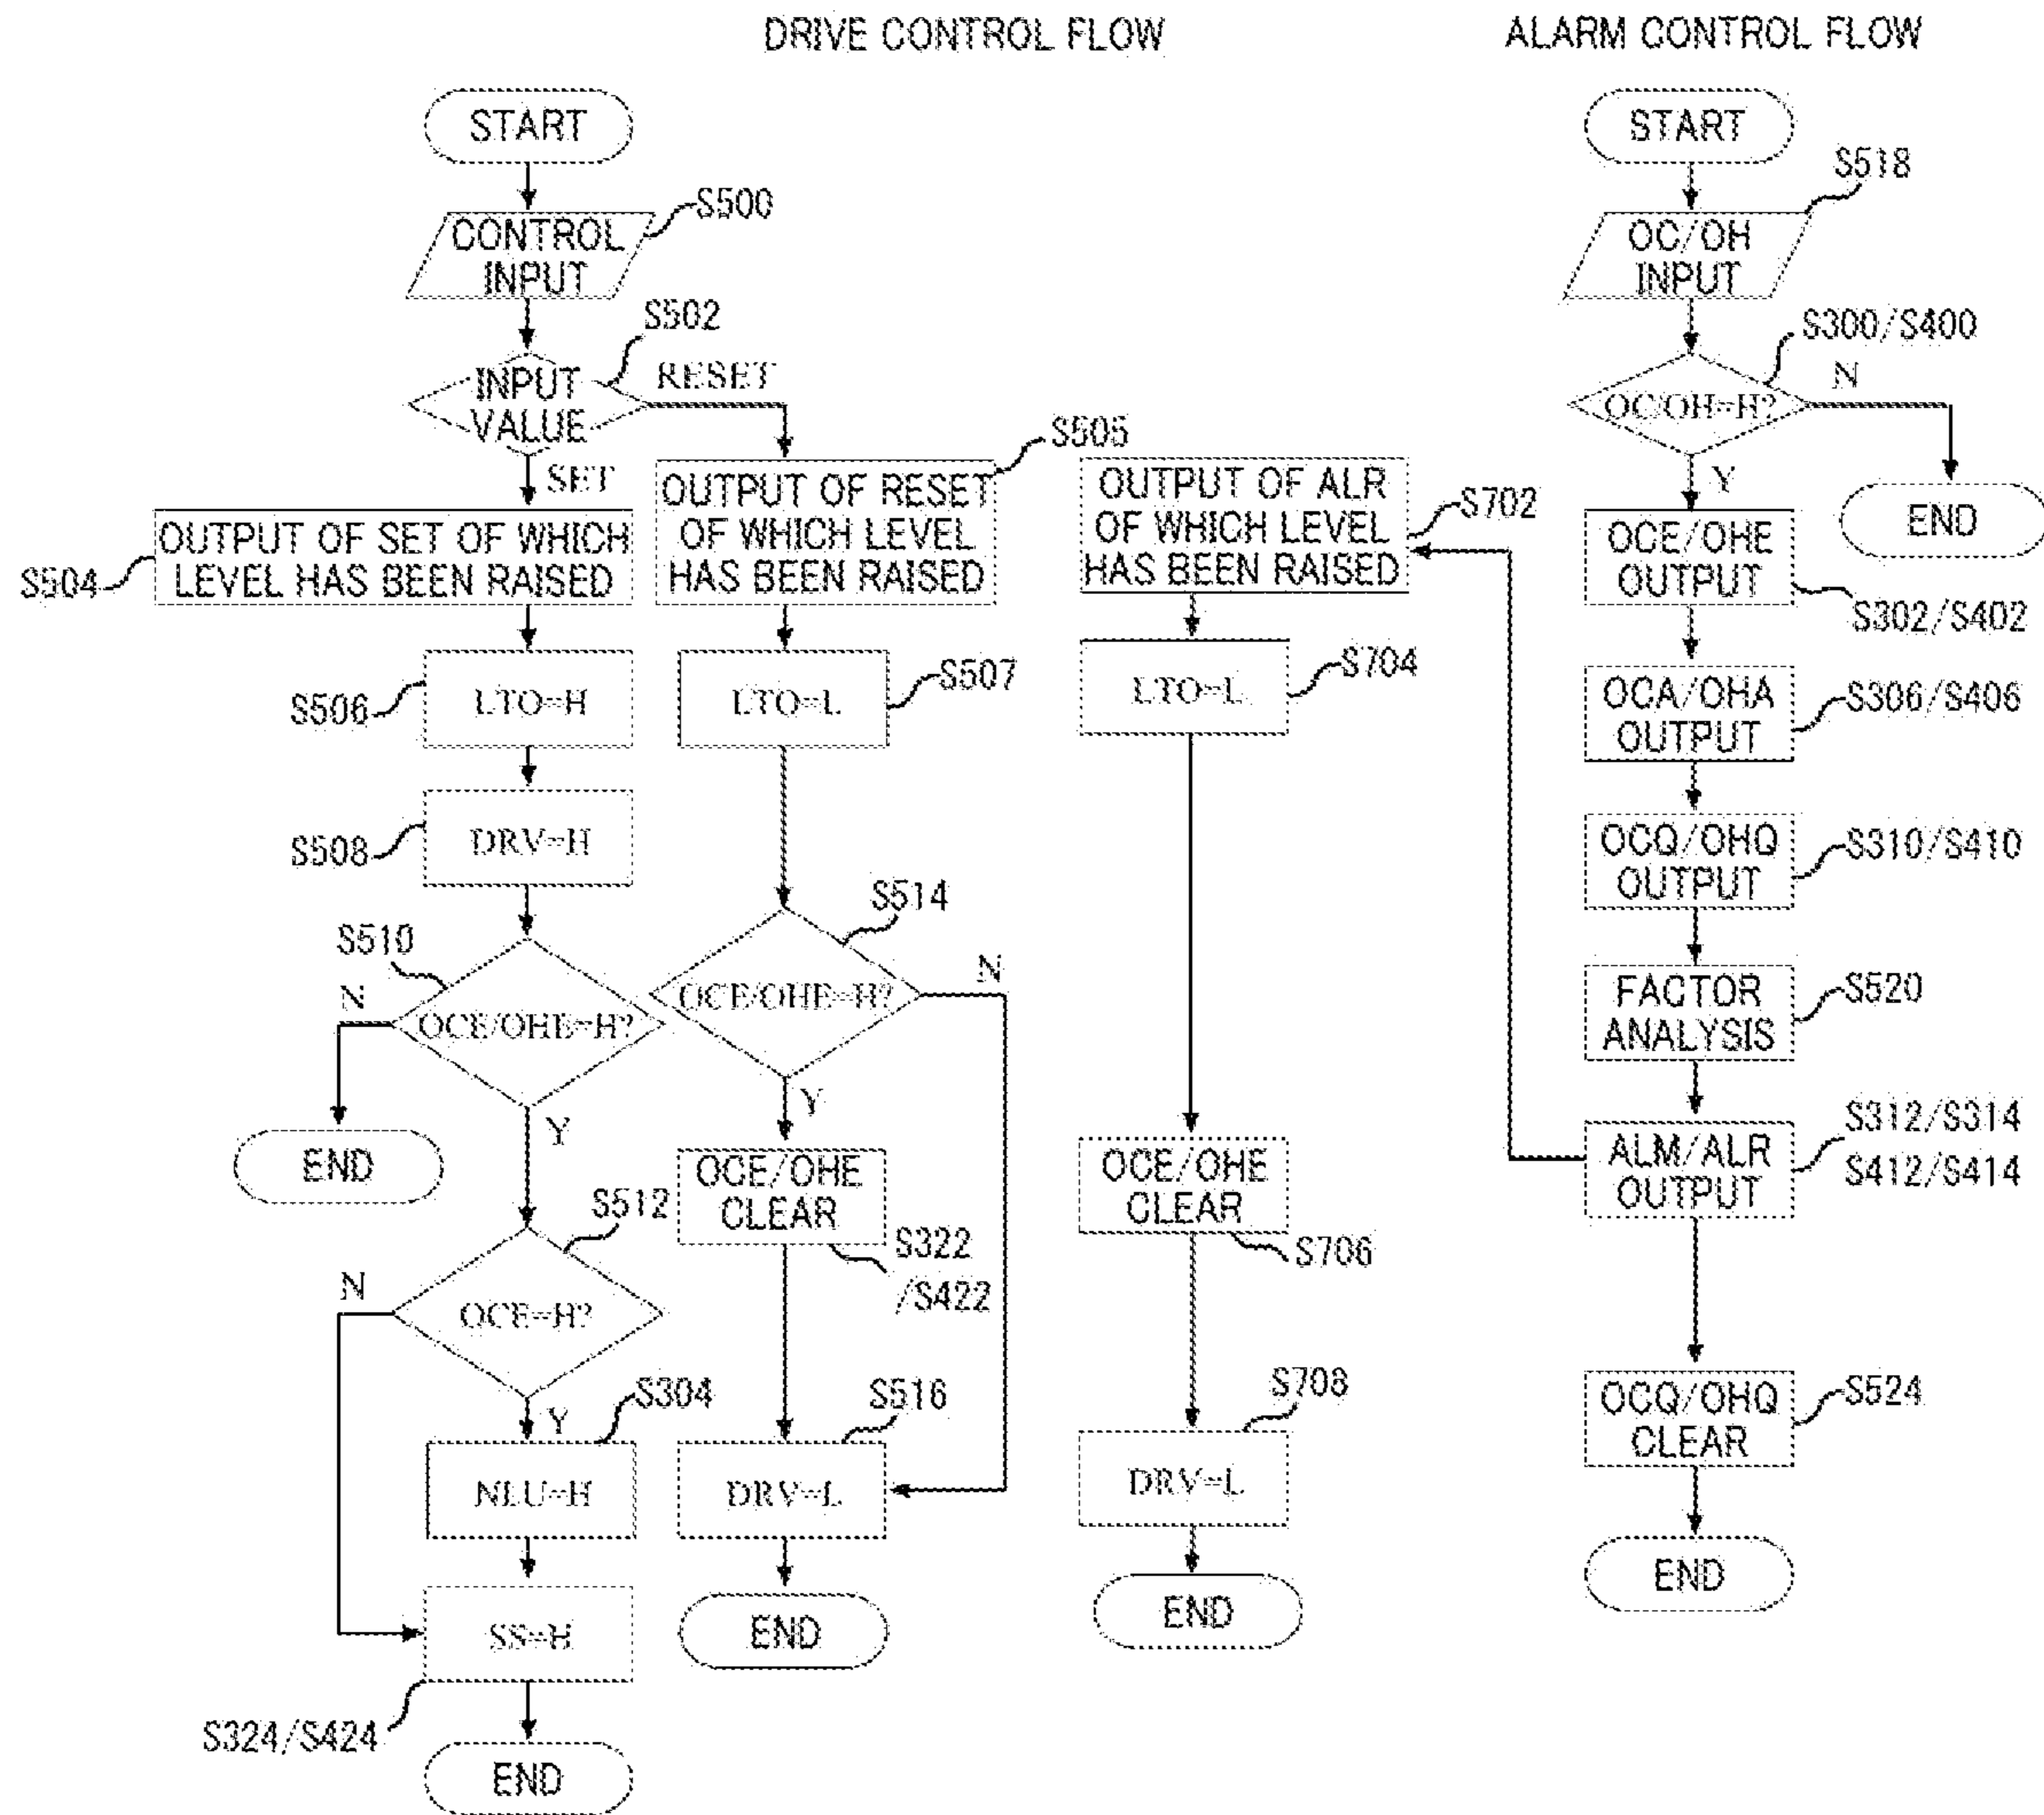 DRIVE CONTROL FLOW
START
S500
CONTROL
INPUT
S502
INPUT
VALUE
RESET
SET
S504
OUTPUT OF SET OF WHICH
LEVEL HAS BEEN RAISED
S505
OUTPUT OF RESET
OF WHICH LEVEL
HAS BEEN RAISED
S506
LTO=H
S507
LTO=L
S508
DRV=H
S510
OCE/OHE=H?
N
END
Y
S514
OCE/OHE=H?
N
Y
OCE/OHE
CLEAR
S322
/S422
S512
OCE=H?
N
Y
S304
NLU=H
S516
DRV=L
END
SS=H
S324/S424
END
OUTPUT OF ALR
OF WHICH LEVEL
HAS BEEN RAISED
S702
LTO=L
S704
OCE/OHE
CLEAR
S706
S708
DRV=L
END
ALARM CONTROL FLOW
START
S518
OC/OH
INPUT
S300/S400
OC/OH=H?
N
END
Y
OCE/OHE
OUTPUT
S302/S402
OCA/OHA
OUTPUT
S306/S406
OCQ/OHQ
OUTPUT
S310/S410
FACTOR
ANALYSIS
S520
ALM/ALR
OUTPUT
S312/S314
S412/S414
OCQ/OHQ
CLEAR
S524
END